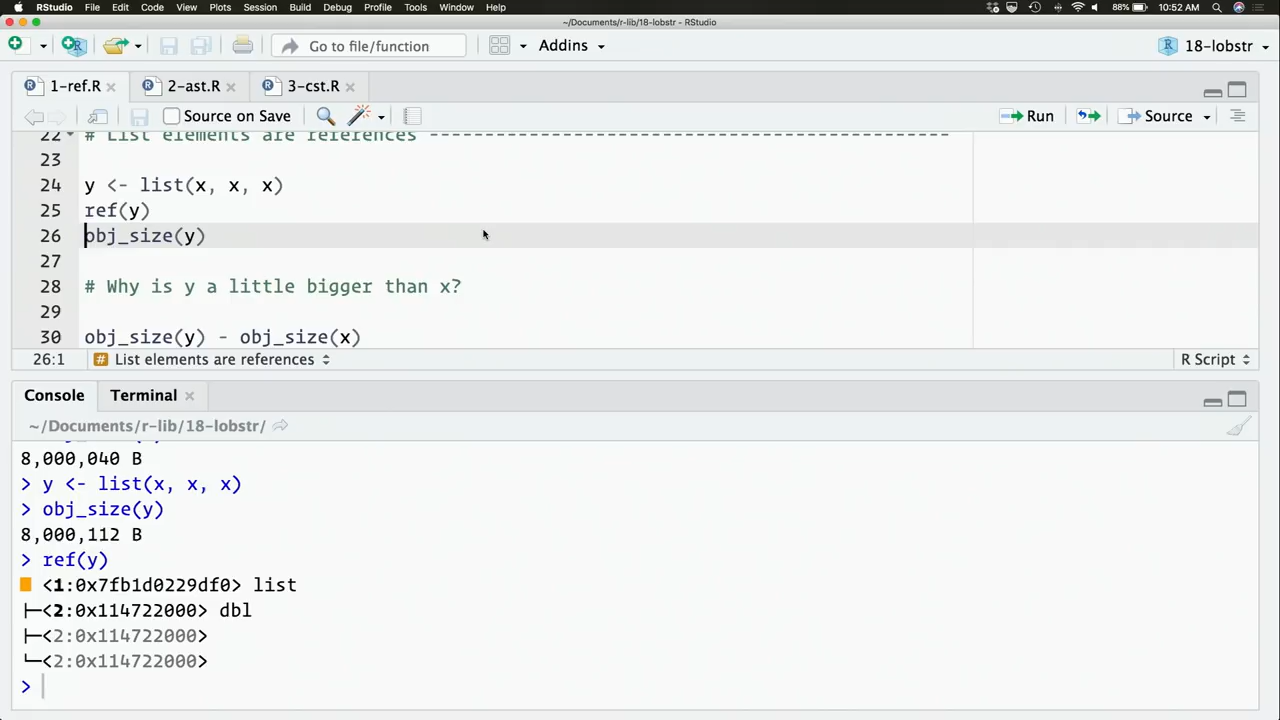 RStudio File Edit Code View Plots Session Build Debug Profile Tools Window Help 88% 10:52 AM
~/Documents/r-lib/18-lobstr - RStudio
Go to file/function Addins 18-lobstr
1-ref.R 2-ast.R 3-cst.R
Source on Save Run Source
22 # List elements are references ------------------------------------------------
23
24 y <- list(x, x, x)
25 ref(y)
26 obj_size(y)
27
28 # Why is y a little bigger than x?
29
30 obj_size(y) - obj_size(x)
26:1 # List elements are references R Script
Console Terminal
~/Documents/r-lib/18-lobstr/
8,000,040 B
> y <- list(x, x, x)
> obj_size(y)
8,000,112 B
> ref(y)
█ <1:0x7fb1d0229df0> list
├─<2:0x114722000> dbl
├─<2:0x114722000>
└─<2:0x114722000>
>